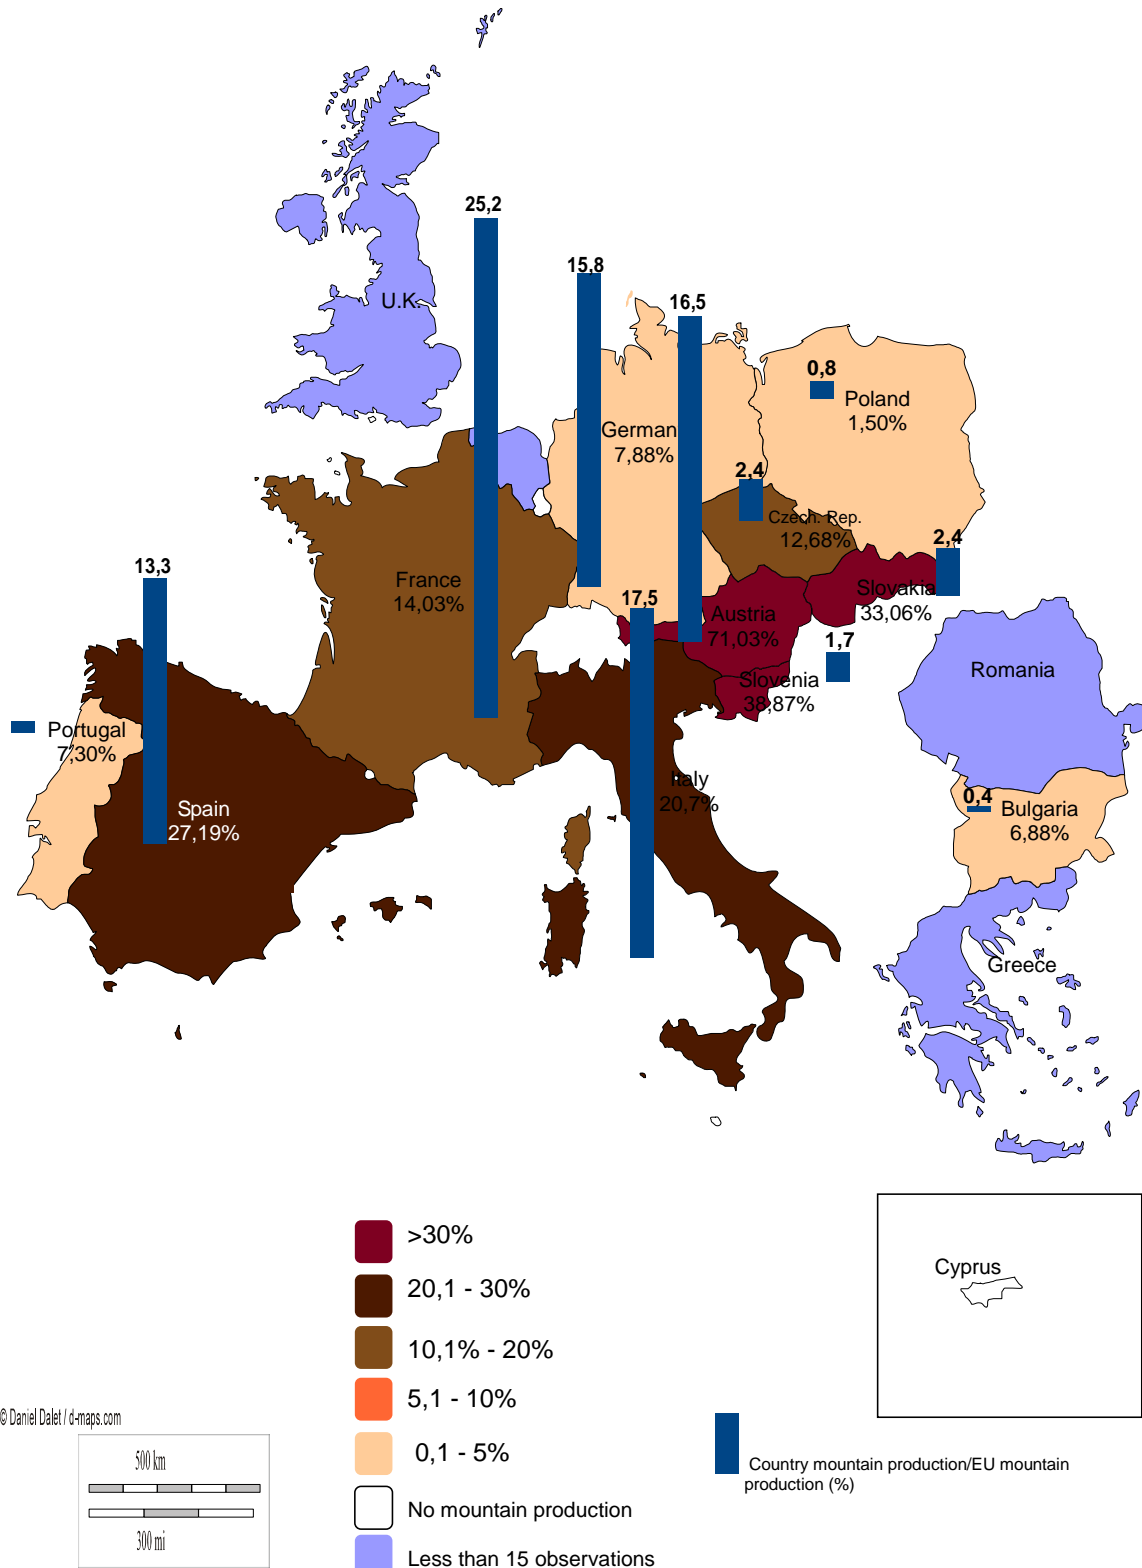 25,2
15,8
U.K.
16,5
0,8
Poland
1,50%
German
7,88%
2,4
Czech. Rep.
12,68%
2,4
13,3
France
14,03%
17,5
Slovakia
33,06%
Austria
71,03%
1,7
Slovenia
38,87%
Romania
Portugal
7,30%
Italy
20,7%
Spain
27,19%
0,4
Bulgaria
6,88%
Greece
Cyprus
>30%
20,1 - 30%
10,1% - 20%
5,1 - 10%
0,1 - 5%
No mountain production
Less than 15 observations
Country mountain production/EU mountain
production (%)
© Daniel Dalet / d-maps.com
500 km
300 mi